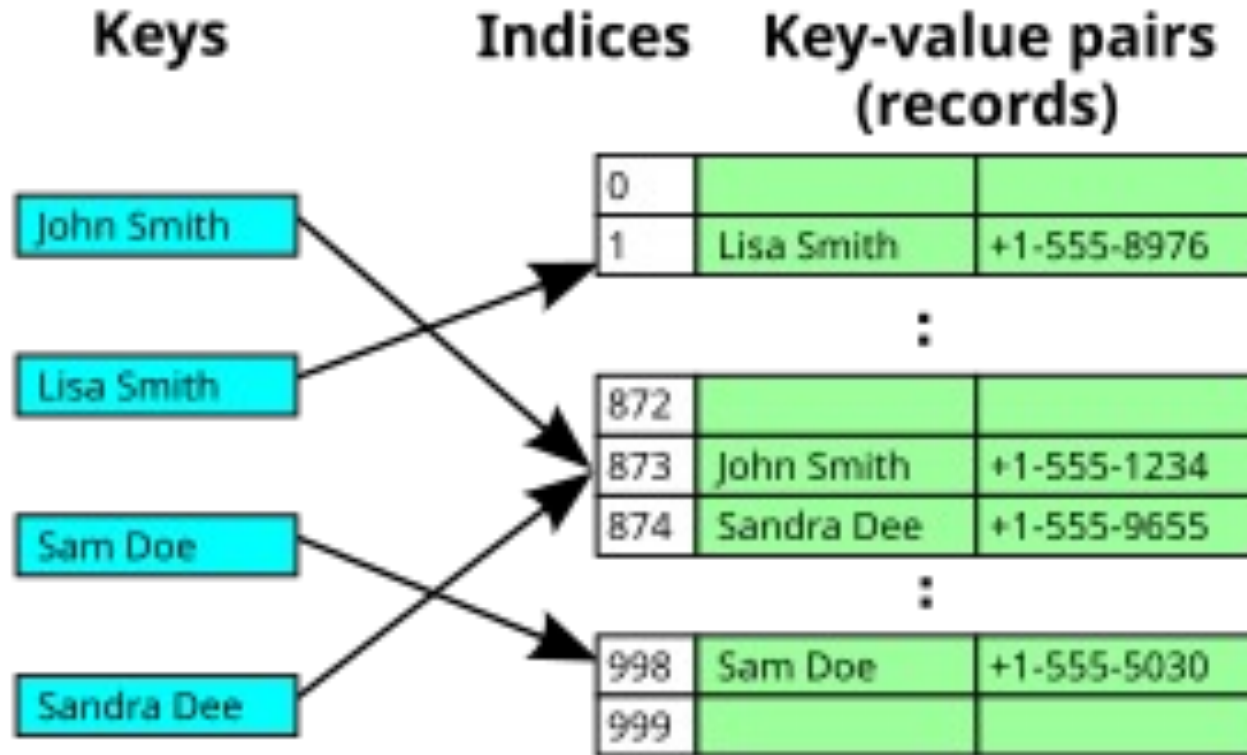 Keys
Indices
Key-value pairs
(records)
John Smith
Lisa Smith
Sam Doe
Sandra Dee
0
1 Lisa Smith +1-555-8976
:
872
873 John Smith +1-555-1234
874 Sandra Dee +1-555-9655
:
998 Sam Doe +1-555-5030
999